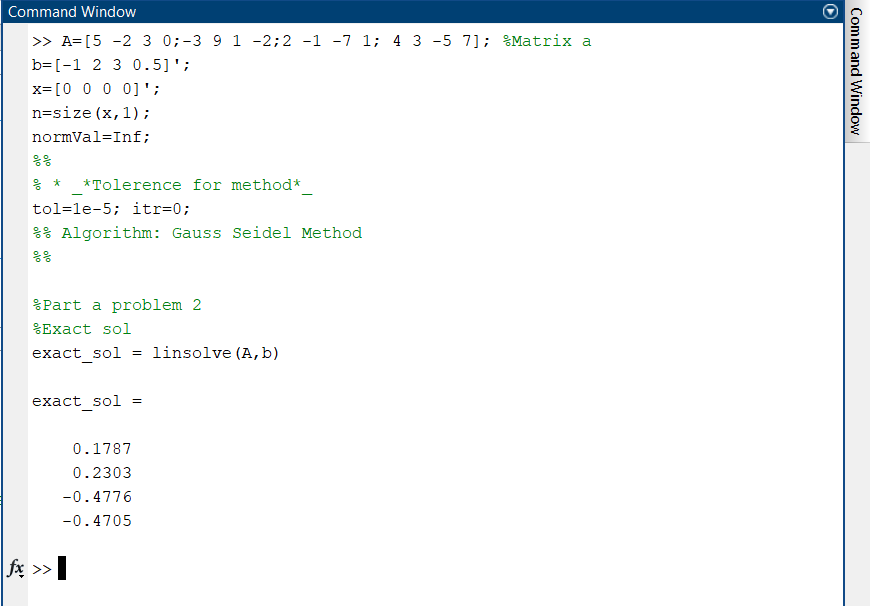 Command Window
Command Window
>> A=[5 -2 3 0;-3 9 1 -2;2 -1 -7 1; 4 3 -5 7]; %Matrix a
b=[-1 2 3 0.5]';
x=[0 0 0 0]';
n=size(x,1);
normVal=Inf;
%%
% * _*Tolerence for method*_
tol=1e-5; itr=0;
%% Algorithm: Gauss Seidel Method
%%
%Part a problem 2
%Exact sol
exact_sol = linsolve(A,b)
exact_sol =
0.1787
0.2303
-0.4776
-0.4705
fx >>